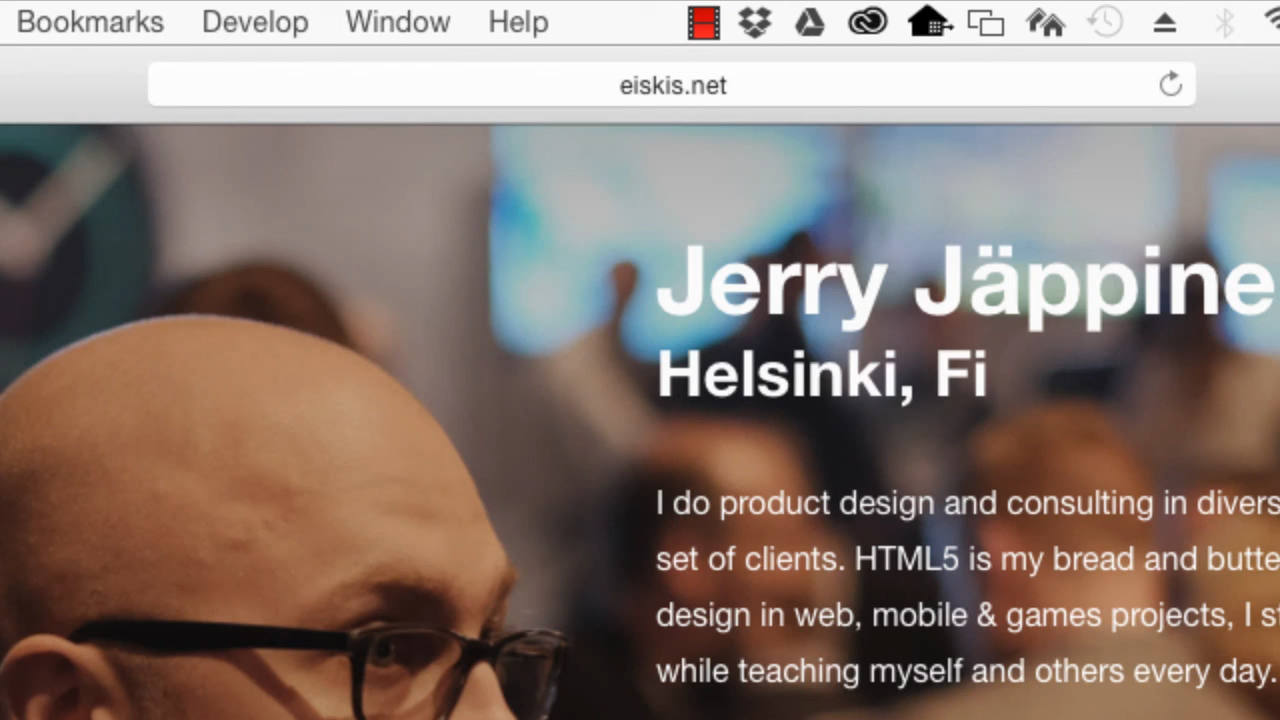 Bookmarks Develop Window Help
eiskis.net
Jerry Jäppine
Helsinki, Fi
I do product design and consulting in divers
set of clients. HTML5 is my bread and butte
design in web, mobile & games projects, I st
while teaching myself and others every day.